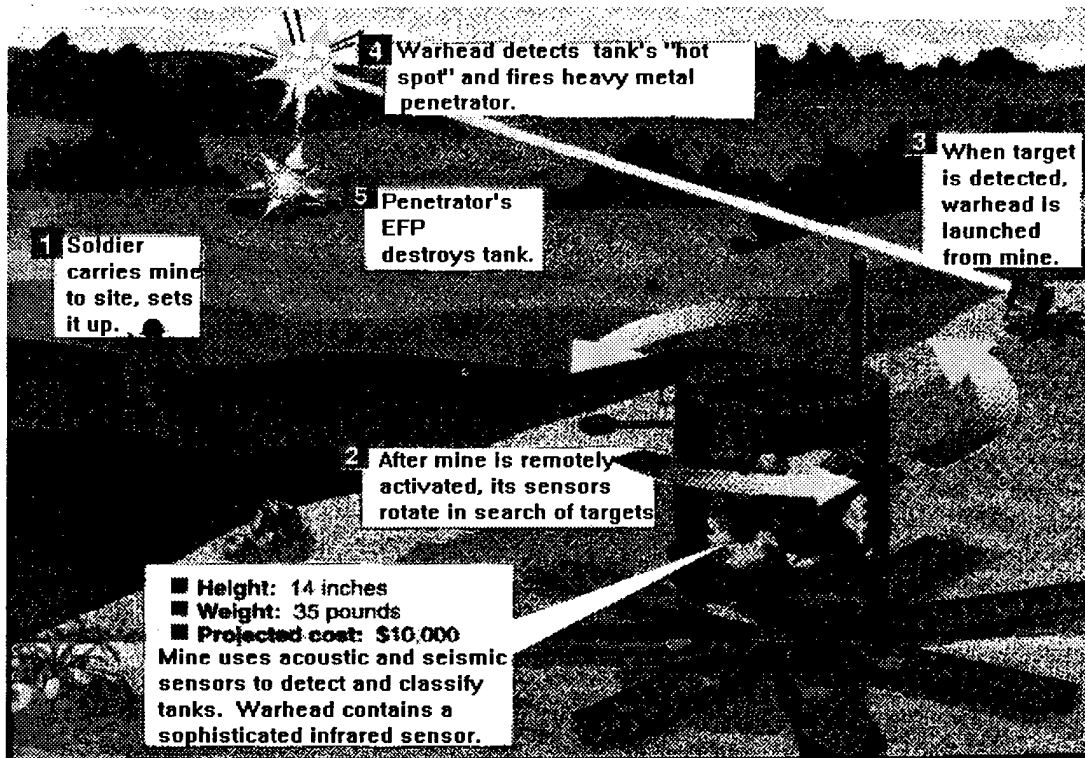 1 Soldier
carries mine
to site, sets
it up.
2 After mine is remotely
activated, its sensors
rotate in search of targets
3 When target
is detected,
warhead is
launched
from mine.
4 Warhead detects tank's "hot
spot" and fires heavy metal
penetrator.
5 Penetrator's
EFP
destroys tank.
Height: 14 inches
Weight: 35 pounds
Projected cost: $10,000
Mine uses acoustic and seismic
sensors to detect and classify
tanks. Warhead contains a
sophisticated infrared sensor.